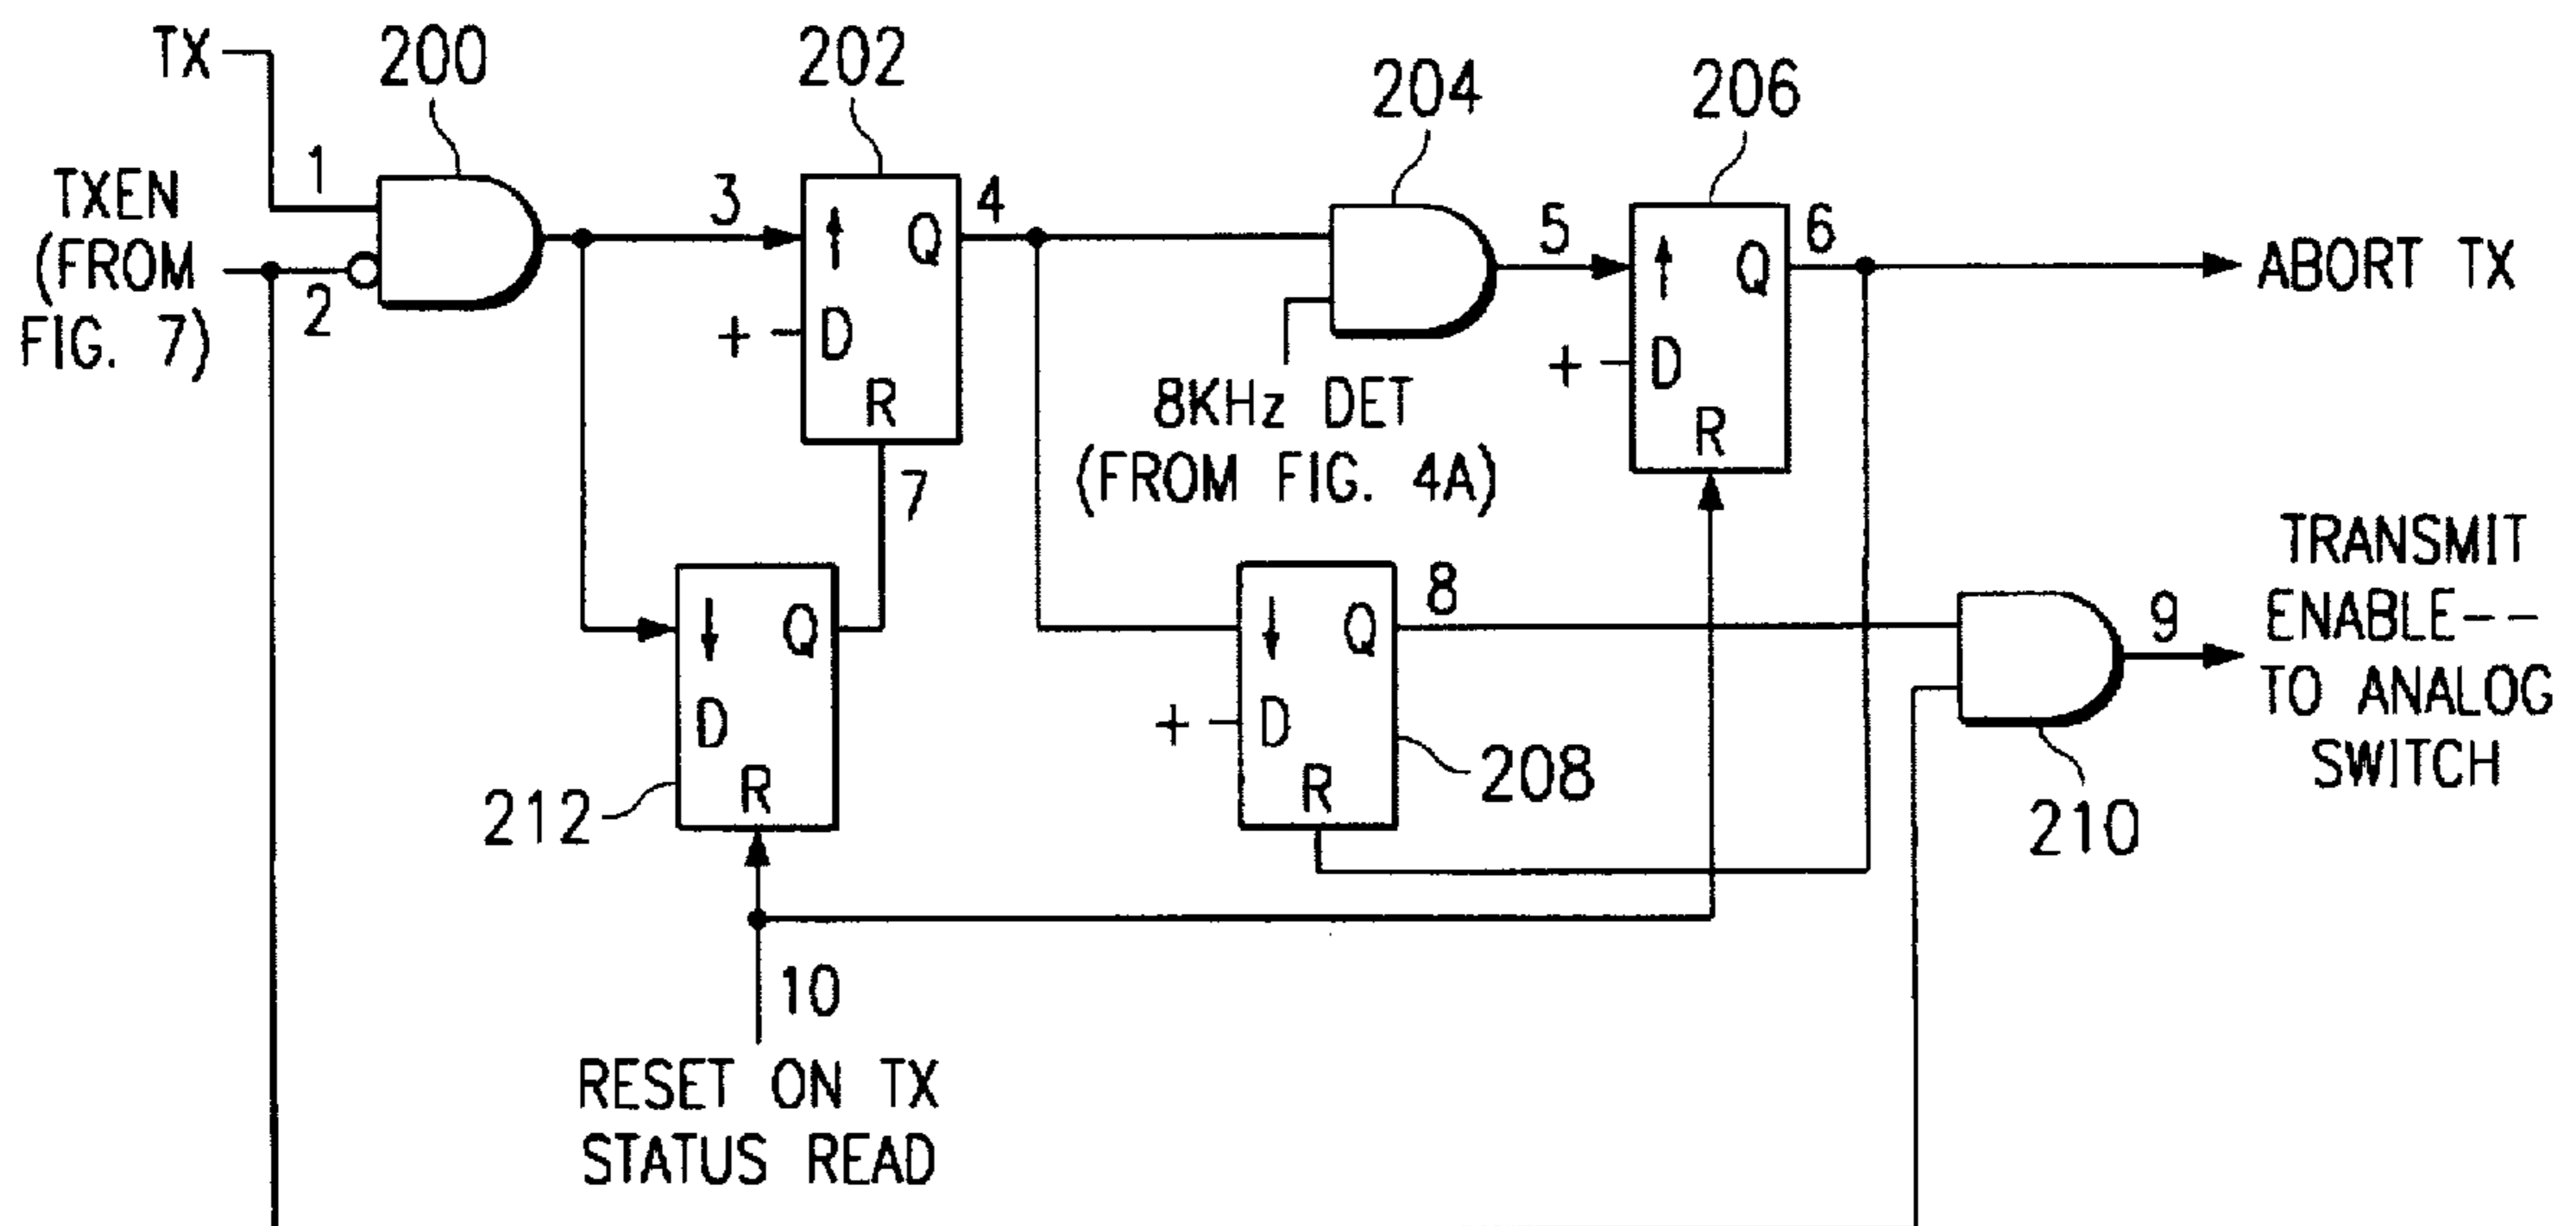 TX
200
202
204
206
TXEN
(FROM
FIG. 7)
1
2
3
↑ Q
+ D
R
4
8KHz DET
(FROM FIG. 4A)
5
↑ Q
+ D
R
6
ABORT TX
7
↓ Q
D
R
212
8
↓ Q
+ D
R
208
9
TRANSMIT
ENABLE--
TO ANALOG
SWITCH
210
10
RESET ON TX
STATUS READ